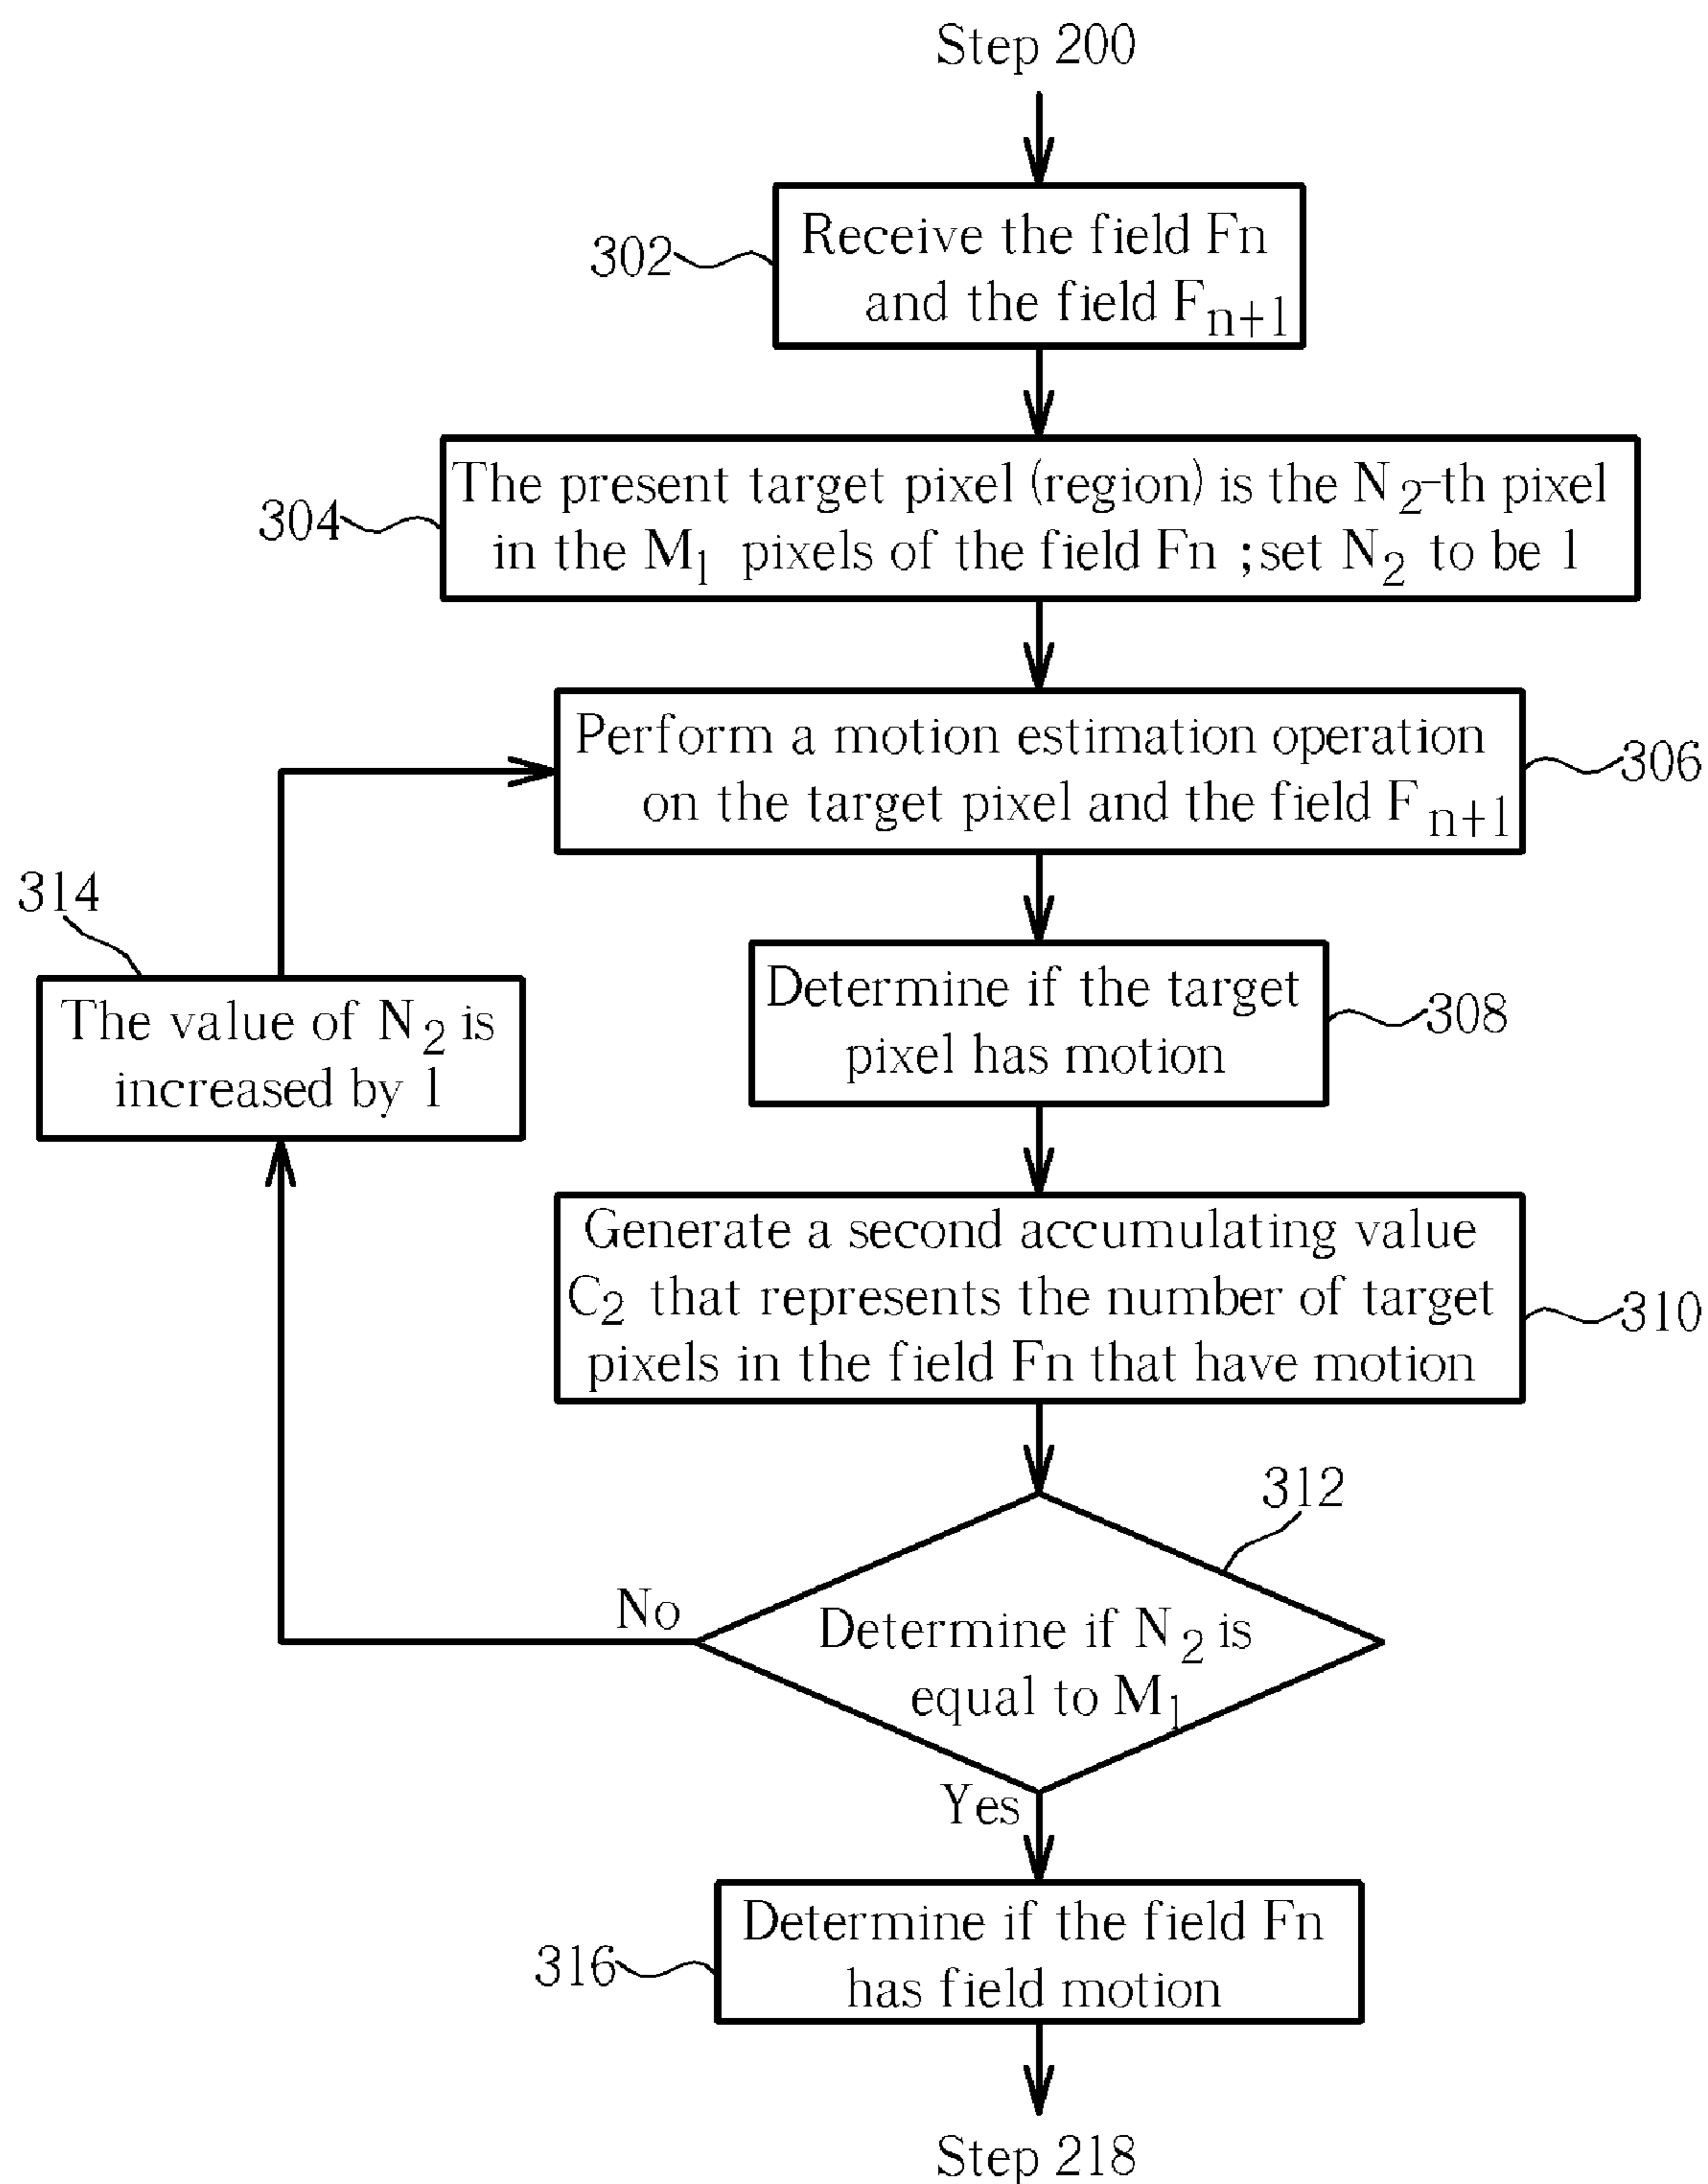 Step 200
302
Receive the field Fn
and the field Fn+1
304
The present target pixel (region) is the N2-th pixel
in the M1 pixels of the field Fn ;set N2 to be 1
Perform a motion estimation operation
on the target pixel and the field Fn+1
306
314
The value of N2 is
increased by 1
Determine if the target
pixel has motion
308
Generate a second accumulating value
C2 that represents the number of target
pixels in the field Fn that have motion
310
312
No
Determine if N2 is
equal to M1
Yes
316
Determine if the field Fn
has field motion
Step 218